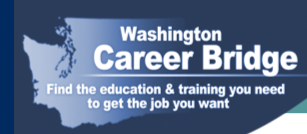 Washington
Career Bridge
Find the education & training you need
to get the job you want